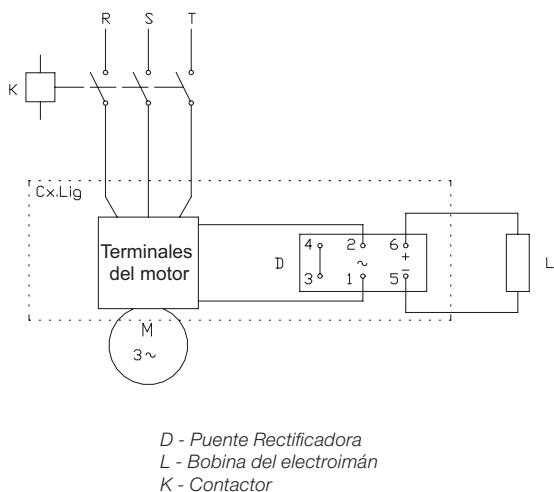 R S T
K
Cx.Lig
Terminales
del motor
D
4 2 6
~ +
3 1 5 –
L
M
3~
D - Puente Rectificadora
L - Bobina del electroimán
K - Contactor